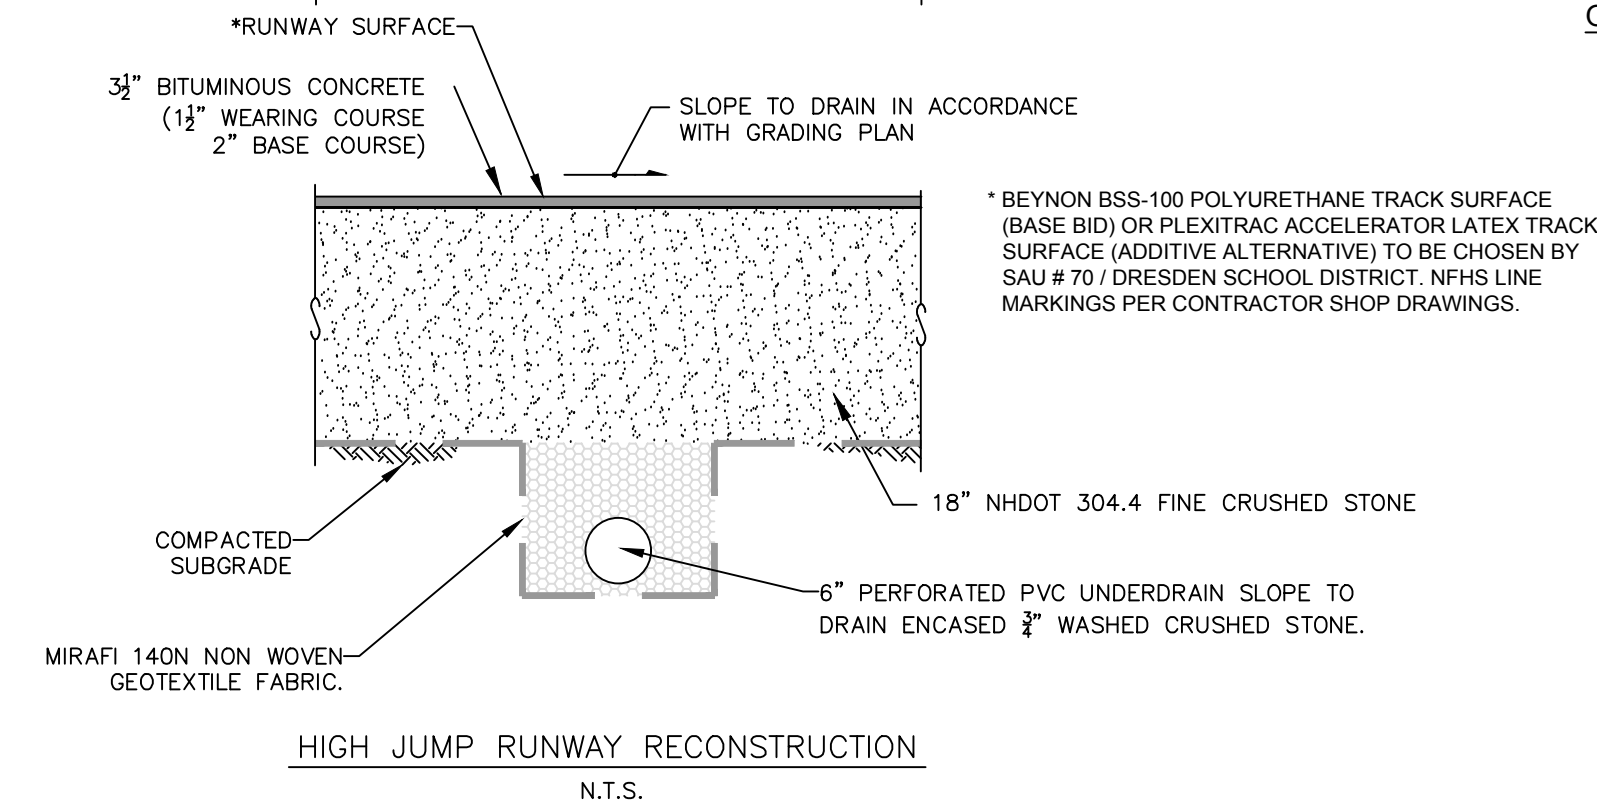 *RUNWAY SURFACE
3½" BITUMINOUS CONCRETE
(1½" WEARING COURSE
2" BASE COURSE)
SLOPE TO DRAIN IN ACCORDANCE
WITH GRADING PLAN
* BEYNON BSS-100 POLYURETHANE TRACK SURFACE
(BASE BID) OR PLEXITRAC ACCELERATOR LATEX TRACK
SURFACE (ADDITIVE ALTERNATIVE) TO BE CHOSEN BY
SAU # 70 / DRESDEN SCHOOL DISTRICT. NFHS LINE
MARKINGS PER CONTRACTOR SHOP DRAWINGS.
18" NHDOT 304.4 FINE CRUSHED STONE
COMPACTED
SUBGRADE
6" PERFORATED PVC UNDERDRAIN SLOPE TO
DRAIN ENCASED ¾" WASHED CRUSHED STONE.
MIRAFI 140N NON WOVEN
GEOTEXTILE FABRIC.
HIGH JUMP RUNWAY RECONSTRUCTION
N.T.S.